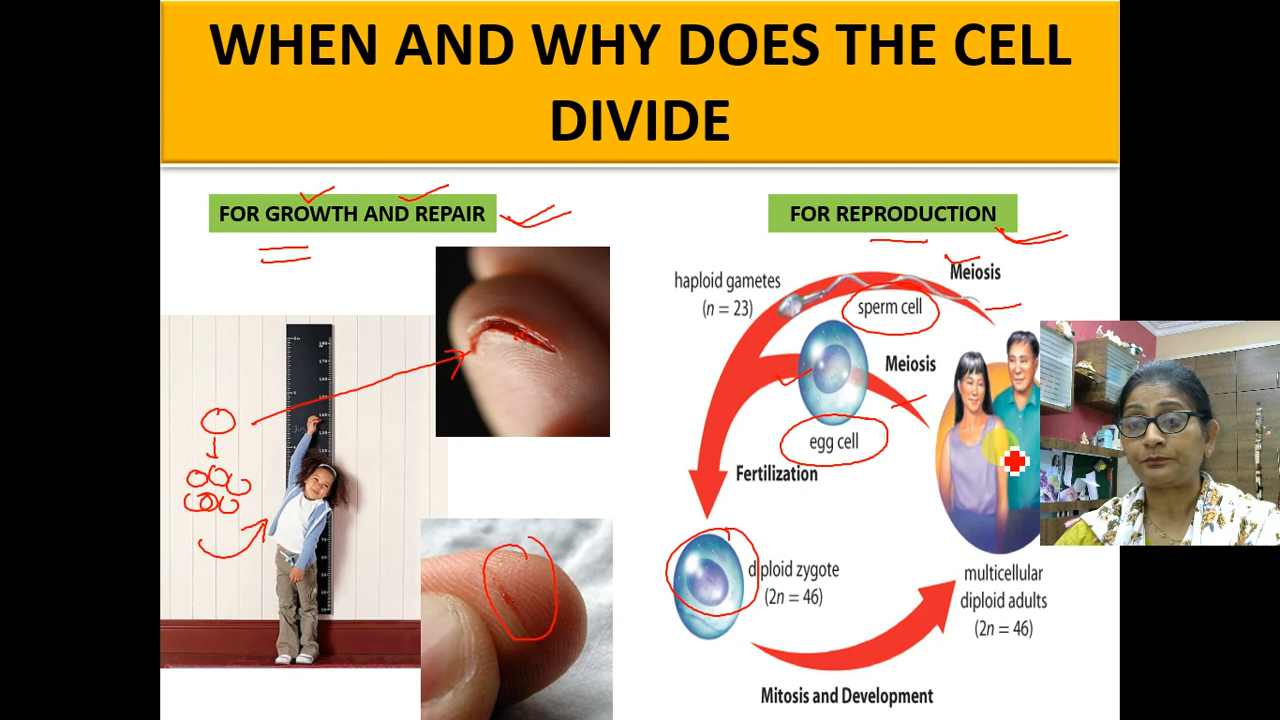 WHEN AND WHY DOES THE CELL
DIVIDE
FOR GROWTH AND REPAIR
FOR REPRODUCTION
haploid gametes
(n = 23)
Meiosis
sperm cell
Meiosis
egg cell
Fertilization
diploid zygote
(2n = 46)
multicellular
diploid adults
(2n = 46)
Mitosis and Development